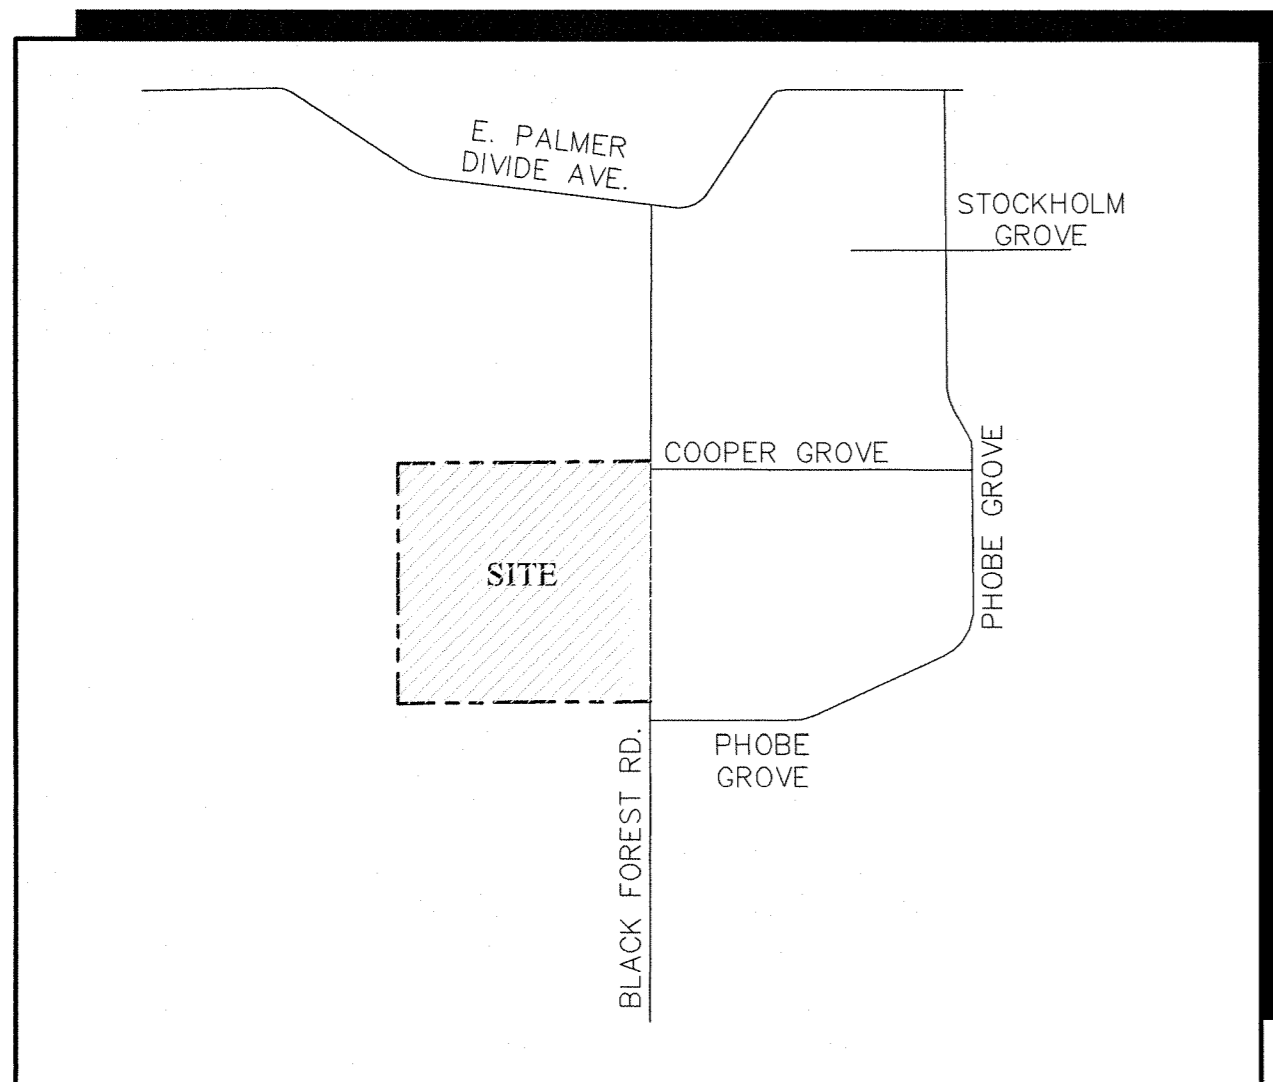 E. PALMER
DIVIDE AVE.
STOCKHOLM
GROVE
COOPER GROVE
PHOBE GROVE
SITE
PHOBE
GROVE
BLACK FOREST RD.